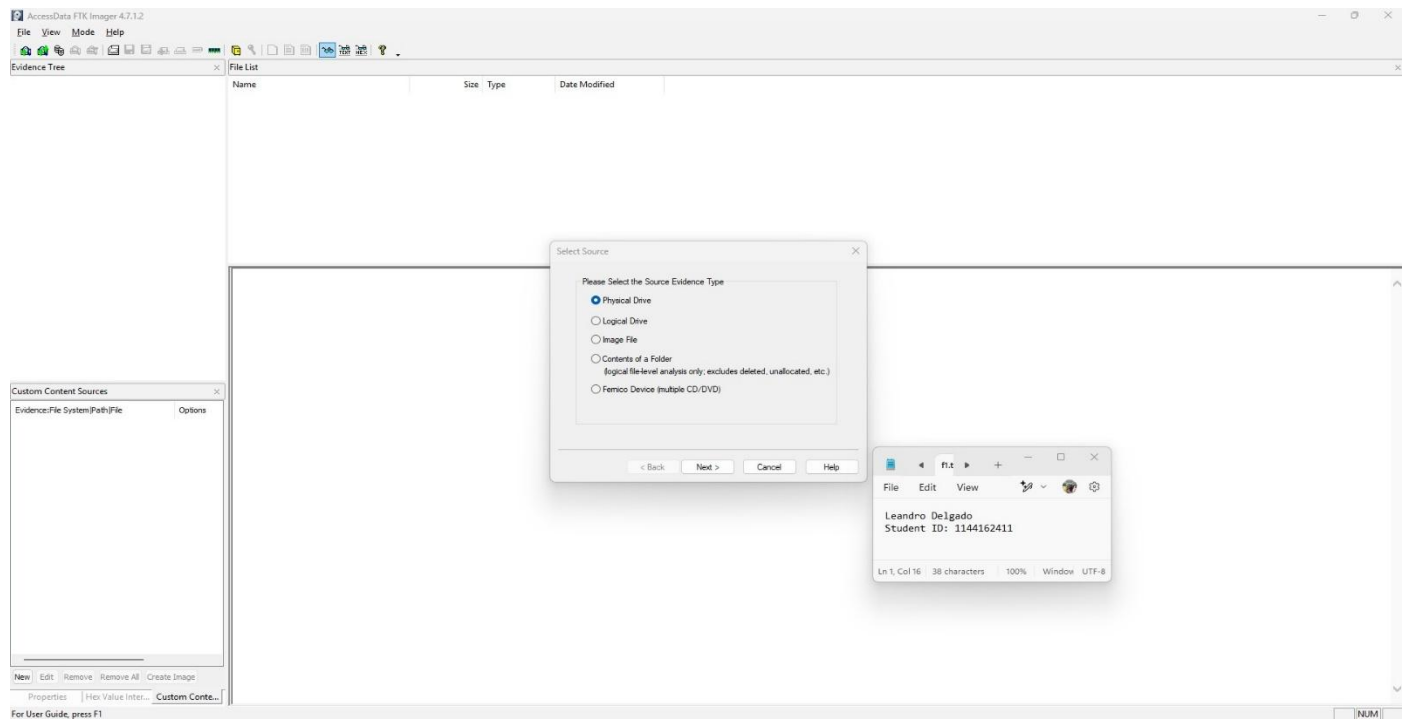 AccessData FTK Imager 4.7.1.2
File View Mode Help
Evidence Tree
File List
Name Size Type Date Modified
Select Source
Please Select the Source Evidence Type
Physical Drive
Logical Drive
Image File
Contents of a Folder
(logical file-level analysis only; excludes deleted, unallocated, etc.)
Fernico Device (multiple CD/DVD)
< Back Next > Cancel Help
Custom Content Sources
Evidence:File System|Path|File Options
f1.t
File Edit View
Leandro Delgado
Student ID: 1144162411
Ln 1, Col 16 38 characters 100% Window UTF-8
New Edit Remove Remove All Create Image
Properties Hex Value Inter... Custom Conte...
For User Guide, press F1
NUM